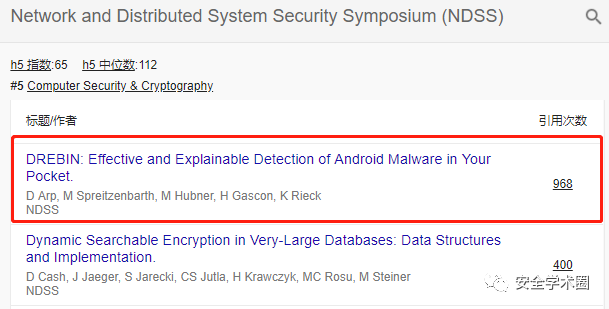 Network and Distributed System Security Symposium (NDSS)
h5 指数:65 h5 中位数:112
#5 Computer Security & Cryptography
标题/作者 引用次数
DREBIN: Effective and Explainable Detection of Android Malware in Your
Pocket.
968
D Arp, M Spreitzenbarth, M Hubner, H Gascon, K Rieck
NDSS
Dynamic Searchable Encryption in Very-Large Databases: Data Structures
and Implementation.
400
D Cash, J Jaeger, S Jarecki, CS Jutla, H Krawczyk, MC Rosu, M Steiner
NDSS
安全学术圈